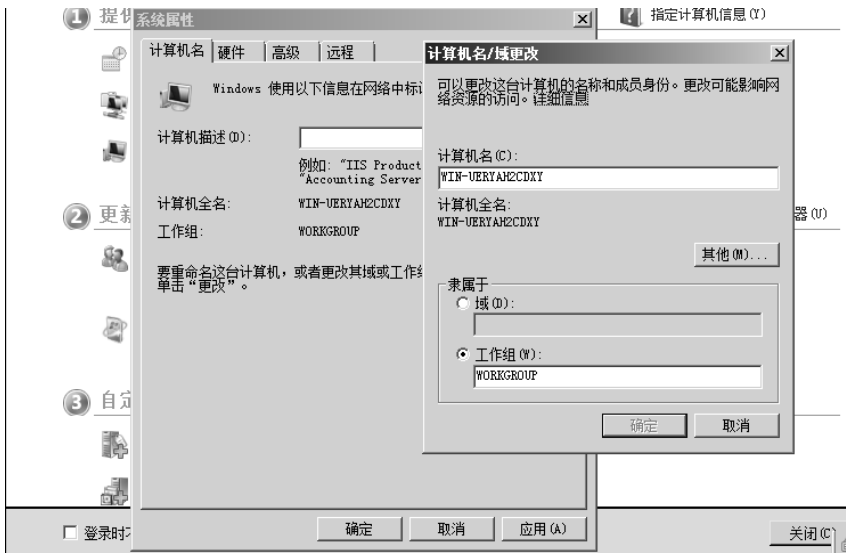 1 提供
指定计算机信息(Y)
2 更新
器(U)
3 自定
登录时不
关闭(C)
系统属性
计算机名 硬件 高级 远程
Windows 使用以下信息在网络中标识
计算机描述(D):
例如: "IIS Product
"Accounting Server
计算机全名: WIN-UERYAH2CDXY
工作组: WORKGROUP
要重命名这台计算机，或者更改其域或工作组
单击“更改”。
确定 取消 应用(A)
计算机名/域更改
可以更改这台计算机的名称和成员身份。更改可能影响网
络资源的访问。详细信息
计算机名(C):
WIN-UERYAH2CDXY
计算机全名:
WIN-UERYAH2CDXY
其他(M)...
隶属于
域(D):
工作组(W):
WORKGROUP
确定 取消